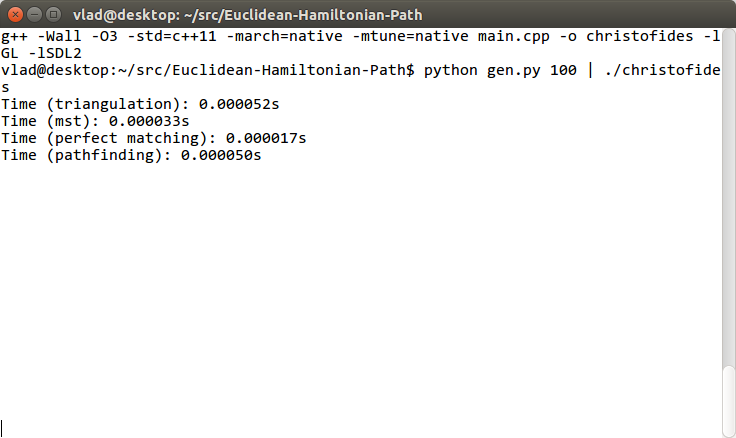 vlad@desktop: ~/src/Euclidean-Hamiltonian-Path
g++ -Wall -O3 -std=c++11 -march=native -mtune=native main.cpp -o christofides -l
GL -lSDL2
vlad@desktop:~/src/Euclidean-Hamiltonian-Path$ python gen.py 100 | ./christofide
s
Time (triangulation): 0.000052s
Time (mst): 0.000033s
Time (perfect matching): 0.000017s
Time (pathfinding): 0.000050s